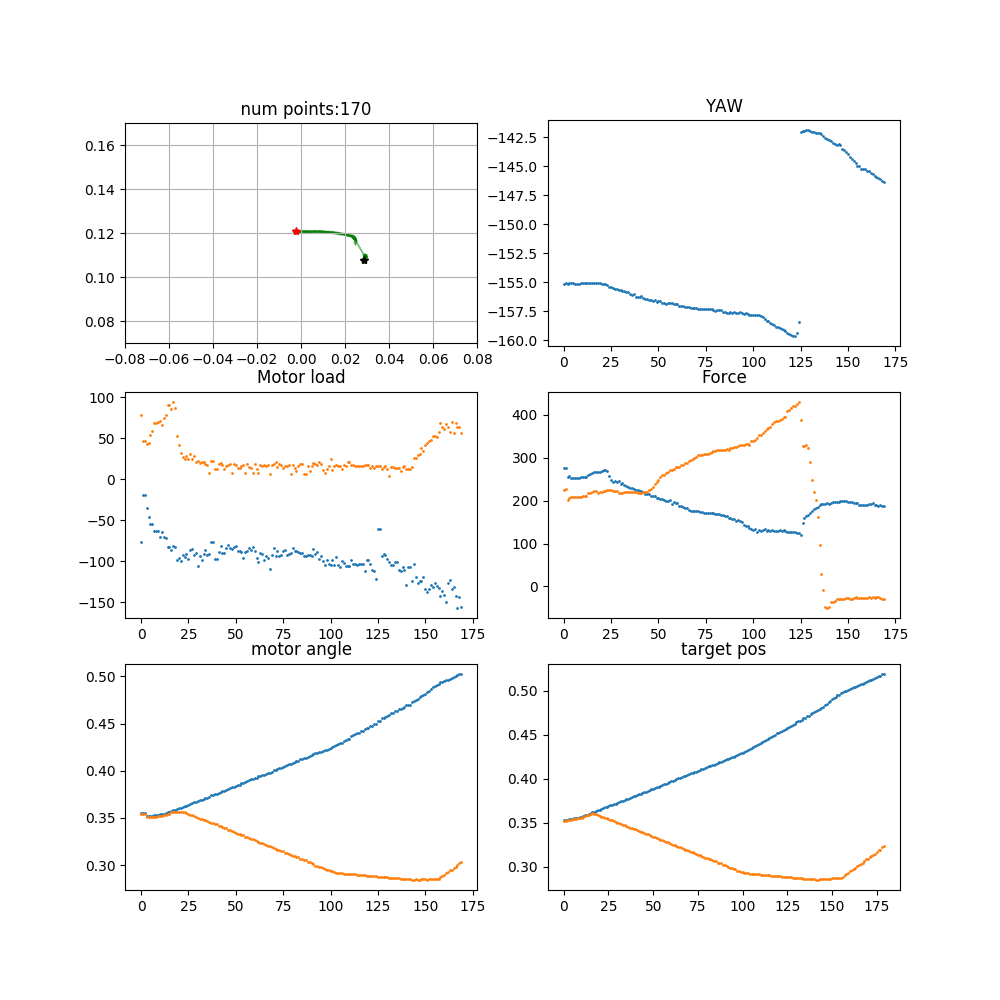 num points:170
YAW
0.16
0.14
0.12
0.10
0.08
−0.08 −0.06 −0.04 −0.02 0.00 0.02 0.04 0.06 0.08
−142.5
−145.0
−147.5
−150.0
−152.5
−155.0
−157.5
−160.0
0 25 50 75 100 125 150 175
Motor load
100
50
0
−50
−100
−150
0 25 50 75 100 125 150 175
Force
400
300
200
100
0
0 25 50 75 100 125 150 175
motor angle
0.50
0.45
0.40
0.35
0.30
0 25 50 75 100 125 150 175
target pos
0.50
0.45
0.40
0.35
0.30
0 25 50 75 100 125 150 175